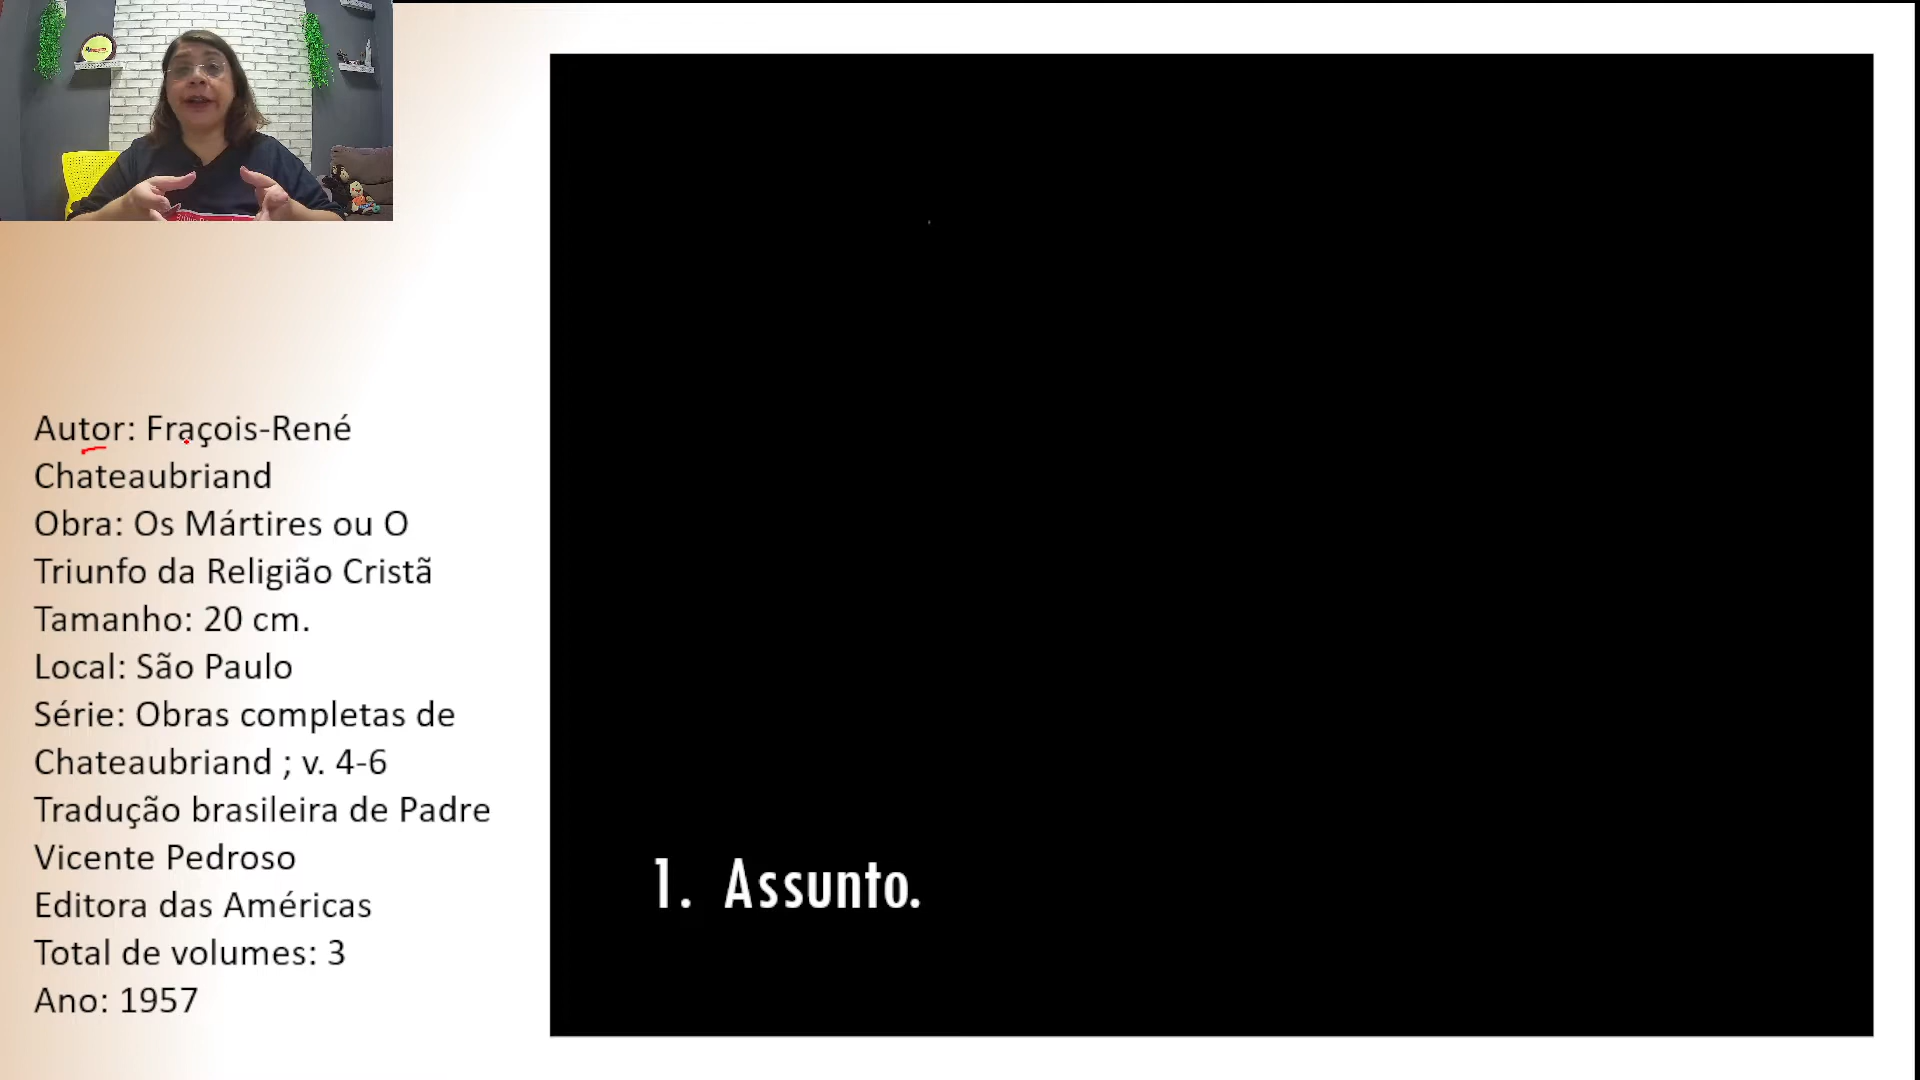 Autor: Fraçois-René
Chateaubriand
Obra: Os Mártires ou O
Triunfo da Religião Cristã
Tamanho: 20 cm.
Local: São Paulo
Série: Obras completas de
Chateaubriand ; v. 4-6
Tradução brasileira de Padre
Vicente Pedroso
Editora das Américas
Total de volumes: 3
Ano: 1957
1. Assunto.